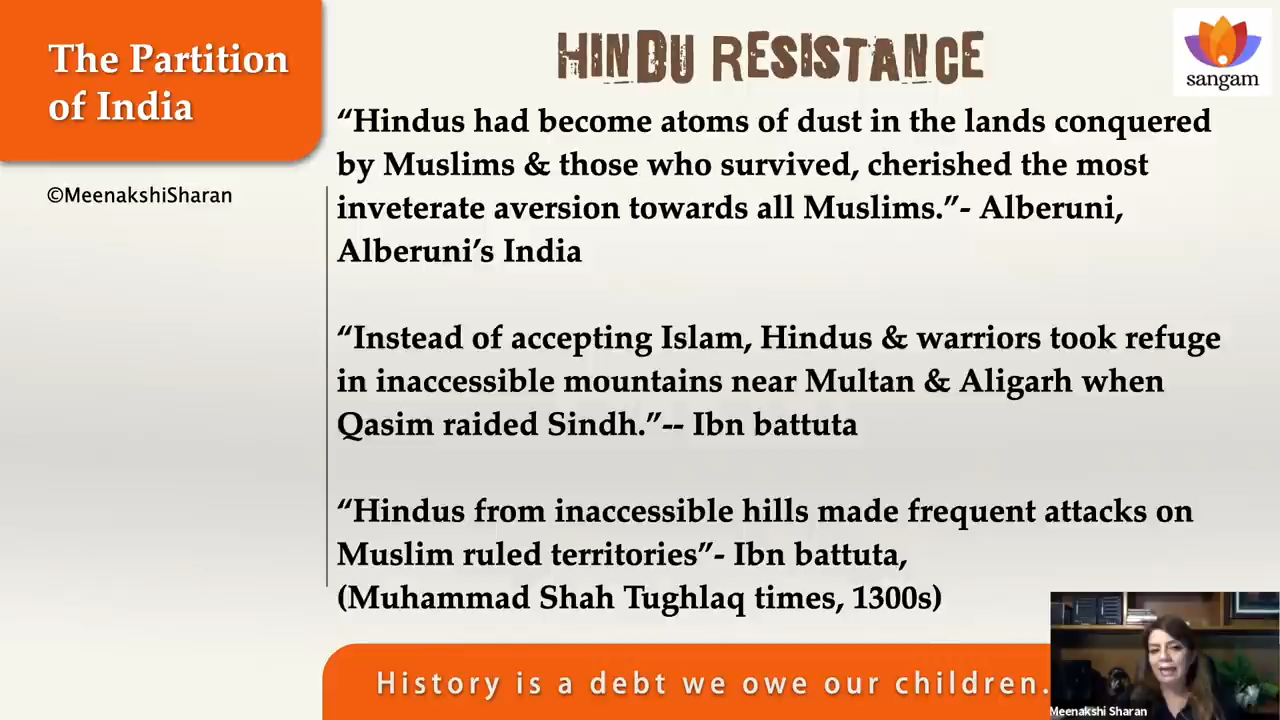 The Partition
of India
©MeenakshiSharan
HINDU RESISTANCE
sangam
“Hindus had become atoms of dust in the lands conquered
by Muslims & those who survived, cherished the most
inveterate aversion towards all Muslims.”- Alberuni,
Alberuni’s India
“Instead of accepting Islam, Hindus & warriors took refuge
in inaccessible mountains near Multan & Aligarh when
Qasim raided Sindh.”-- Ibn battuta
“Hindus from inaccessible hills made frequent attacks on
Muslim ruled territories”- Ibn battuta,
(Muhammad Shah Tughlaq times, 1300s)
History is a debt we owe our children.
Meenakshi Sharan